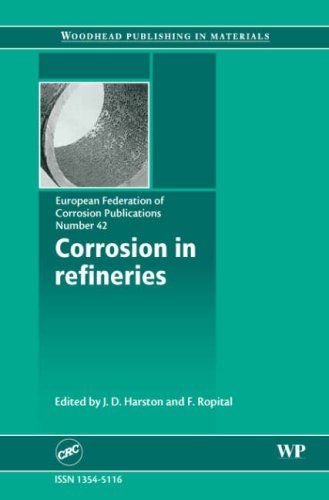 WOODHEAD PUBLISHING IN MATERIALS
European Federation of
Corrosion Publications
Number 42
Corrosion in
refineries
Edited by J. D. Harston and F. Ropital
CRC
WP
ISSN 1354-5116